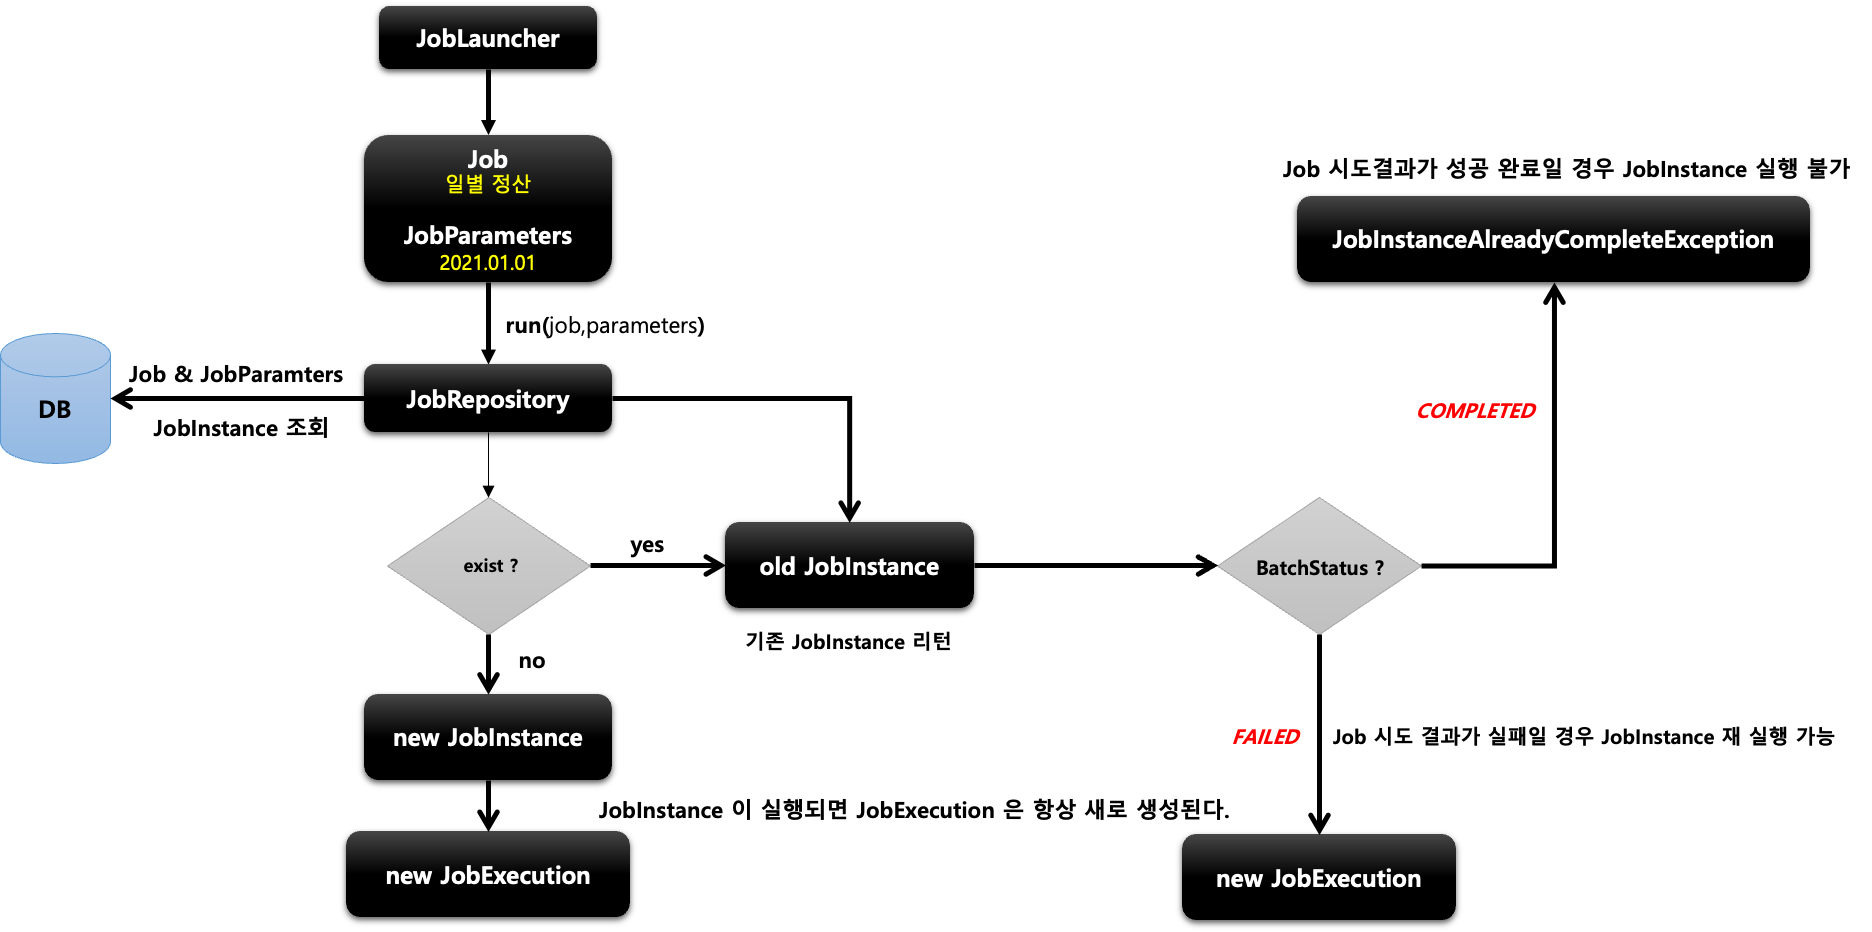 JobLauncher
Job
일별 정산
JobParameters
2021.01.01
run(job,parameters)
Job & JobParamters
JobRepository
DB
JobInstance 조회
exist ?
yes
old JobInstance
기존 JobInstance 리턴
no
new JobInstance
JobInstance 이 실행되면 JobExecution 은 항상 새로 생성된다.
new JobExecution
BatchStatus ?
Job 시도결과가 성공 완료일 경우 JobInstance 실행 불가
JobInstanceAlreadyCompleteException
COMPLETED
FAILED
Job 시도 결과가 실패일 경우 JobInstance 재 실행 가능
new JobExecution